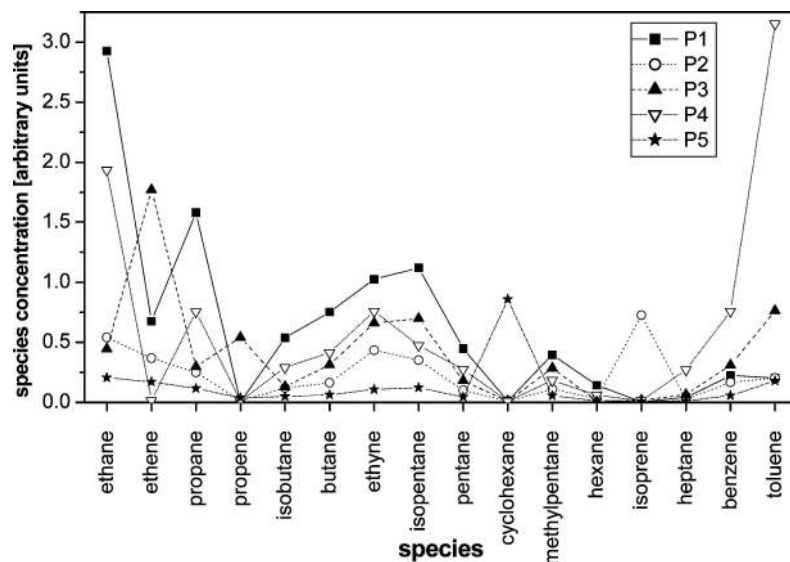 species concentration [arbitrary units]
3.0
2.5
2.0
1.5
1.0
0.5
0.0
P1
P2
P3
P4
P5
ethane
ethene
propane
propene
isobutane
butane
ethyne
isopentane
pentane
cyclohexane
methylpentane
hexane
isoprene
heptane
benzene
toluene
species